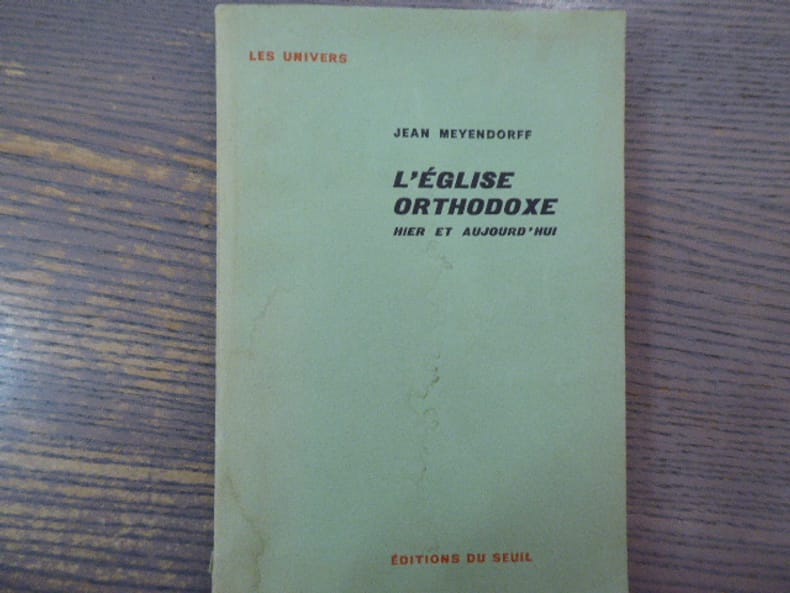 LES UNIVERS
JEAN MEYENDORFF
L'ÉGLISE
ORTHODOXE
HIER ET AUJOURD'HUI
ÉDITIONS DU SEUIL